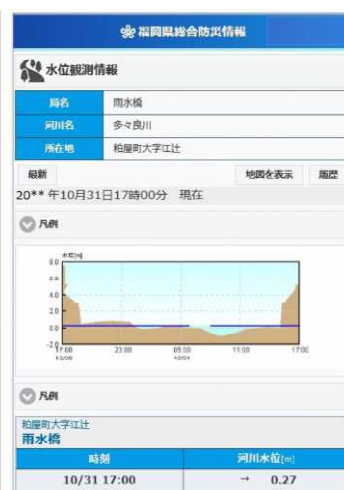 福岡県総合防災情報
水位観測情報
局名 雨水橋
河川名 多々良川
所在地 粕屋町大字江辻
最新 地図を表示 履歴
20** 年10月31日17時00分 現在
凡例
水位[m]
8.0
4.0
2.0
0.0
-2.0
17:00 23:00 05:00 11:00 17:00
凡例
粕屋町大字江辻
雨水橋
時刻 河川水位[m]
10/31 17:00 → 0.27